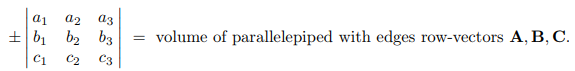 a₁ a₂ a₃
± b₁ b₂ b₃ = volume of parallelepiped with edges row-vectors A, B, C.
c₁ c₂ c₃